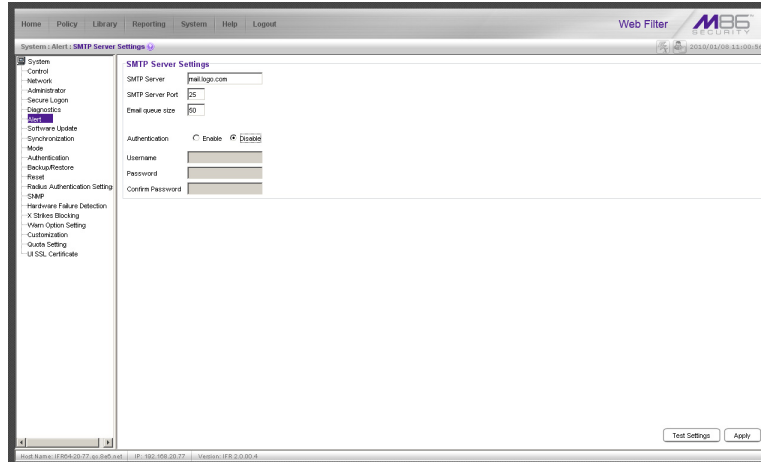 Home Policy Library Reporting System Help Logout
Web Filter
M86
SECURITY
System : Alert : SMTP Server Settings
2010/01/08 11:00:56
System
Control
Network
Administrator
Secure Logon
Diagnostics
Alert
Software Update
Synchronization
Mode
Authentication
Backup/Restore
Reset
Radius Authentication Setting
SNMP
Hardware Failure Detection
X Strikes Blocking
Warn Option Setting
Customization
Quota Setting
UI SSL Certificate
SMTP Server Settings
SMTP Server mail.logo.com
SMTP Server Port 25
Email queue size 50
Authentication Enable Disable
Username
Password
Confirm Password
Test Settings Apply
Host Name: IFR64-20-77.qc.8e6.net IP: 192.168.20.77 Version: IFR 2.0.00.4